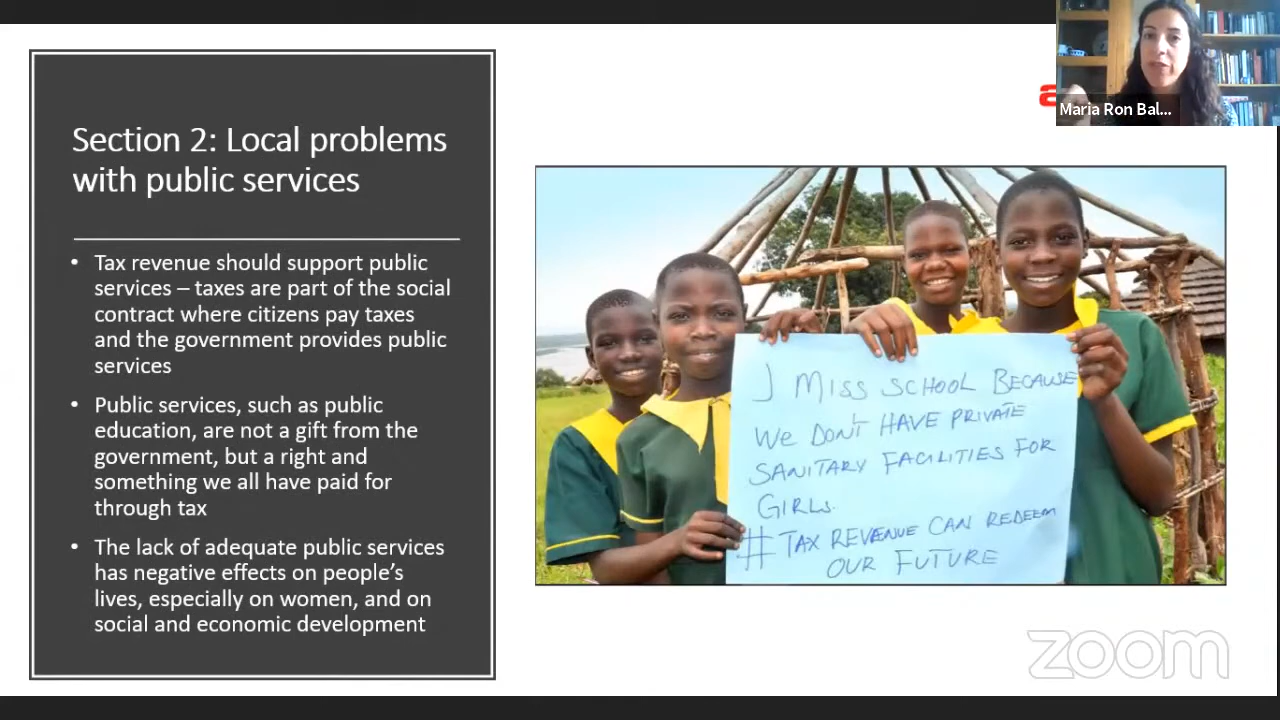 Section 2: Local problems
with public services
• Tax revenue should support public
services – taxes are part of the social
contract where citizens pay taxes
and the government provides public
services
• Public services, such as public
education, are not a gift from the
government, but a right and
something we all have paid for
through tax
• The lack of adequate public services
has negative effects on people's
lives, especially on women, and on
social and economic development
Maria Ron Bal...
I MISS SCHOOL BECAUSE
WE DON'T HAVE PRIVATE
SANITARY FACILITIES FOR
GIRLS.
# TAX REVENUE CAN REDEEM
OUR FUTURE
zoom